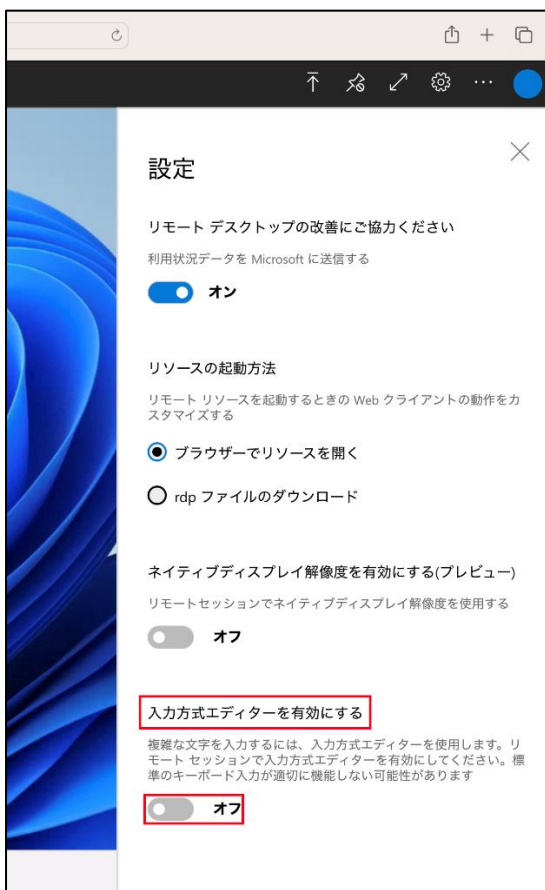 設定
リモート デスクトップの改善にご協力ください
利用状況データを Microsoft に送信する
オン
リソースの起動方法
リモート リソースを起動するときの Web クライアントの動作をカ
スタマイズする
ブラウザーでリソースを開く
rdp ファイルのダウンロード
ネイティブディスプレイ解像度を有効にする(プレビュー)
リモートセッションでネイティブディスプレイ解像度を使用する
オフ
入力方式エディターを有効にする
複雑な文字を入力するには、入力方式エディターを使用します。リ
モート セッションで入力方式エディターを有効にしてください。標
準のキーボード入力が適切に機能しない可能性があります
オフ